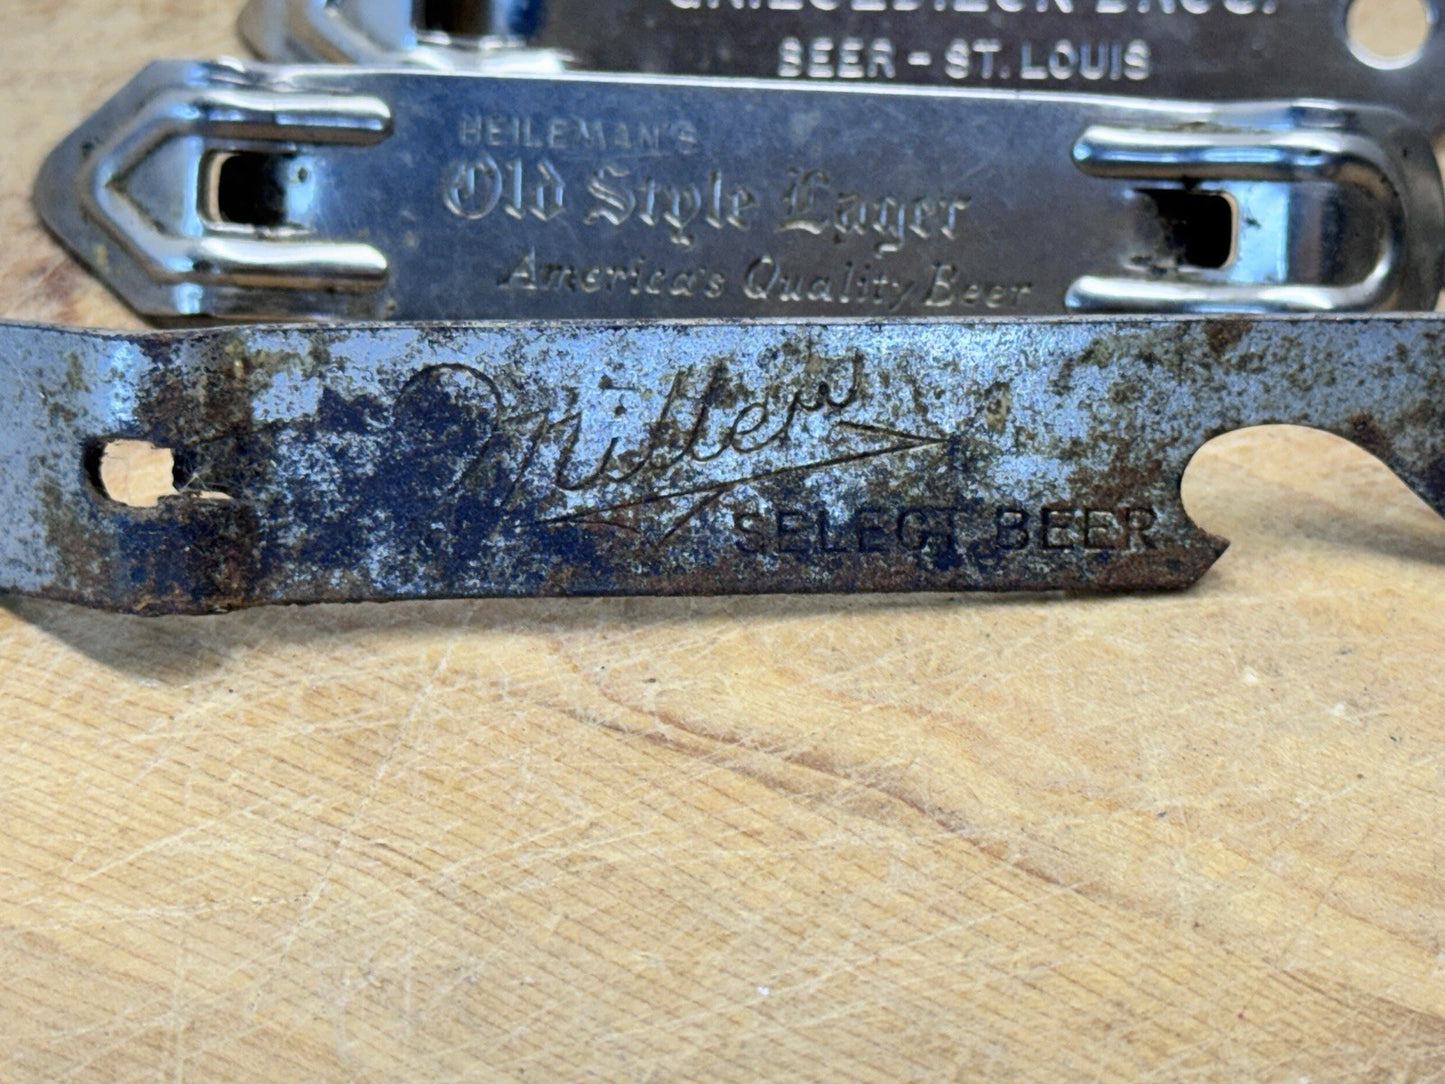 BEER - ST. LOUIS
HEILEMAN'S
Old Style Lager
America's Quality Beer
Miller
SELECT BEER